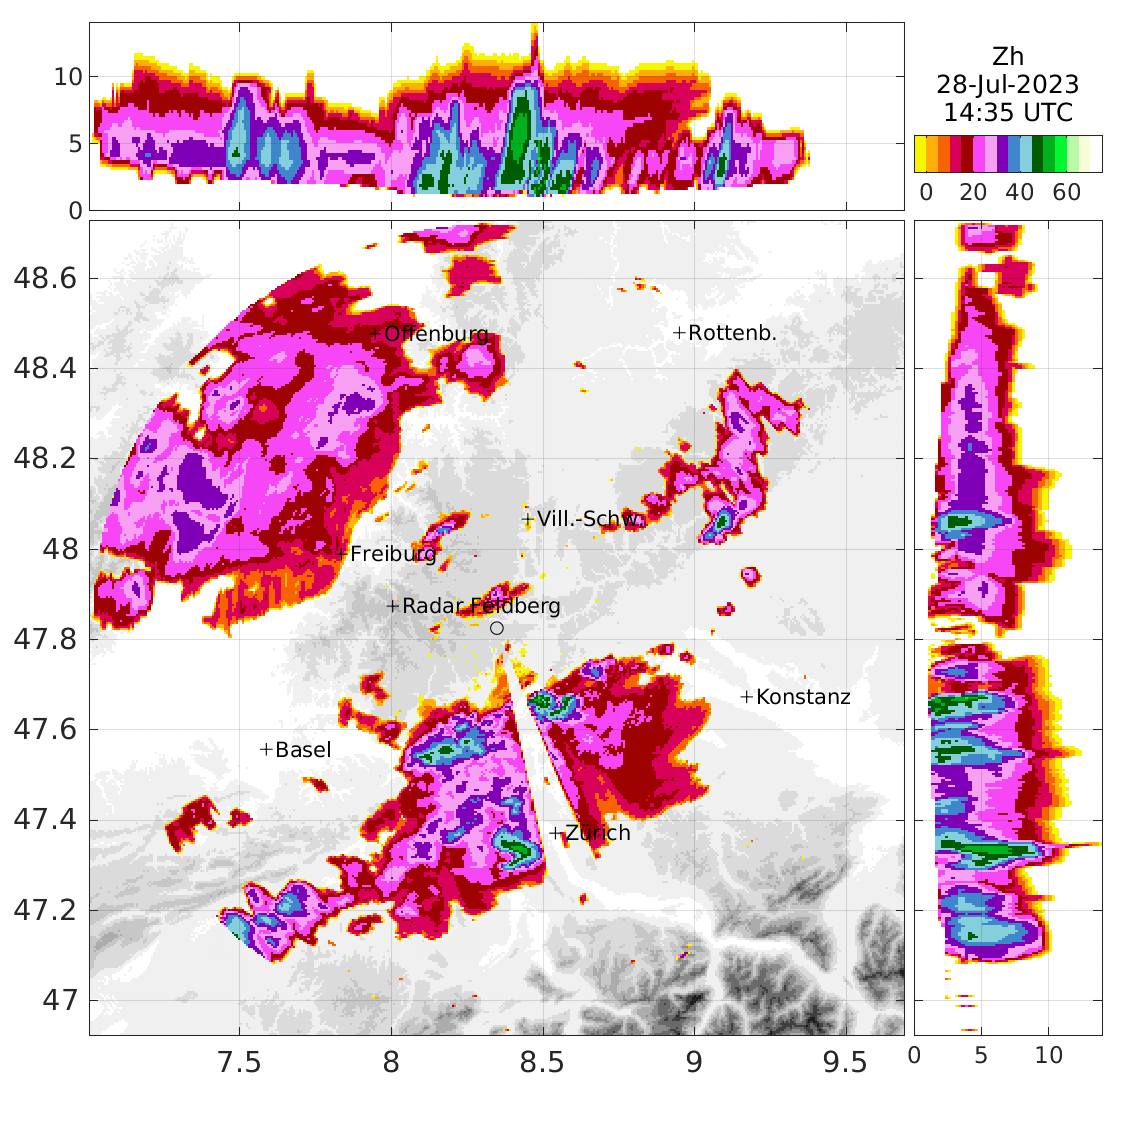 Zh
28-Jul-2023
14:35 UTC
0 20 40 60
10
5
0
48.6
48.4
48.2
48
47.8
47.6
47.4
47.2
47
Offenburg
Rottenb.
Vill.-Schw.
Freiburg
Radar Feldberg
Konstanz
Basel
Zürich
7.5 8 8.5 9 9.5
0 5 10